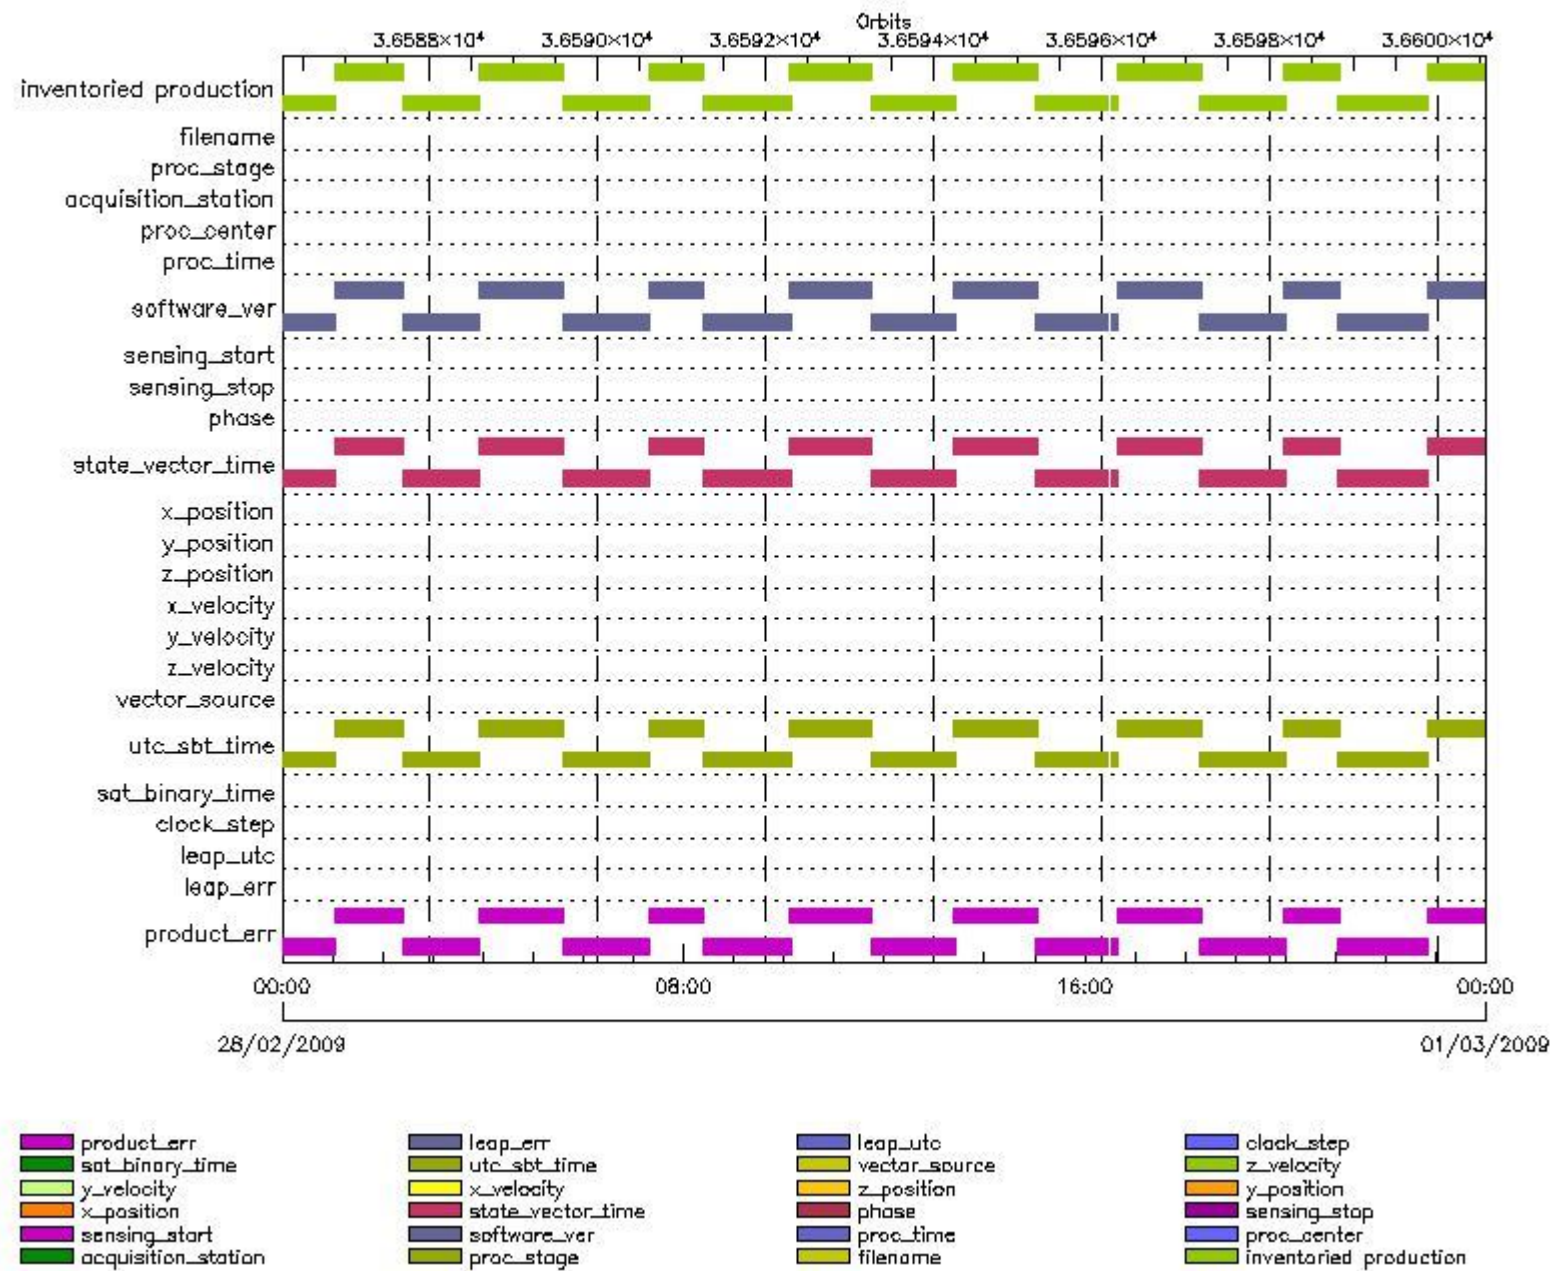 Orbits
3.6588×10⁴ 3.6590×10⁴ 3.6592×10⁴ 3.6594×10⁴ 3.6596×10⁴ 3.6598×10⁴ 3.6600×10⁴
inventoried production
filename
proc_stage
acquisition_station
proc_center
proc_time
software_ver
sensing_start
sensing_stop
phase
state_vector_time
x_position
y_position
z_position
x_velocity
y_velocity
z_velocity
vector_source
utc_sbt_time
sat_binary_time
clock_step
leap_utc
leap_err
product_err
00:00 08:00 16:00 00:00
28/02/2009 01/03/2009
product_err leap_err leap_utc clock_step
sat_binary_time utc_sbt_time vector_source z_velocity
y_velocity x_velocity z_position y_position
x_position state_vector_time phase sensing_stop
sensing_start software_ver proc_time proc_center
acquisition_station proc_stage filename inventoried production